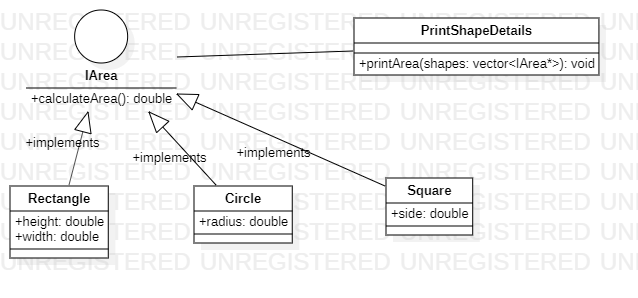 UNREGISTERED UNREGISTERED UNREGISTERED UNREGISTERED
PrintShapeDetails
+printArea(shapes: vector<IArea*>): void
IArea
+calculateArea(): double
+implements
+implements
+implements
Rectangle
+height: double
+width: double
Circle
+radius: double
Square
+side: double